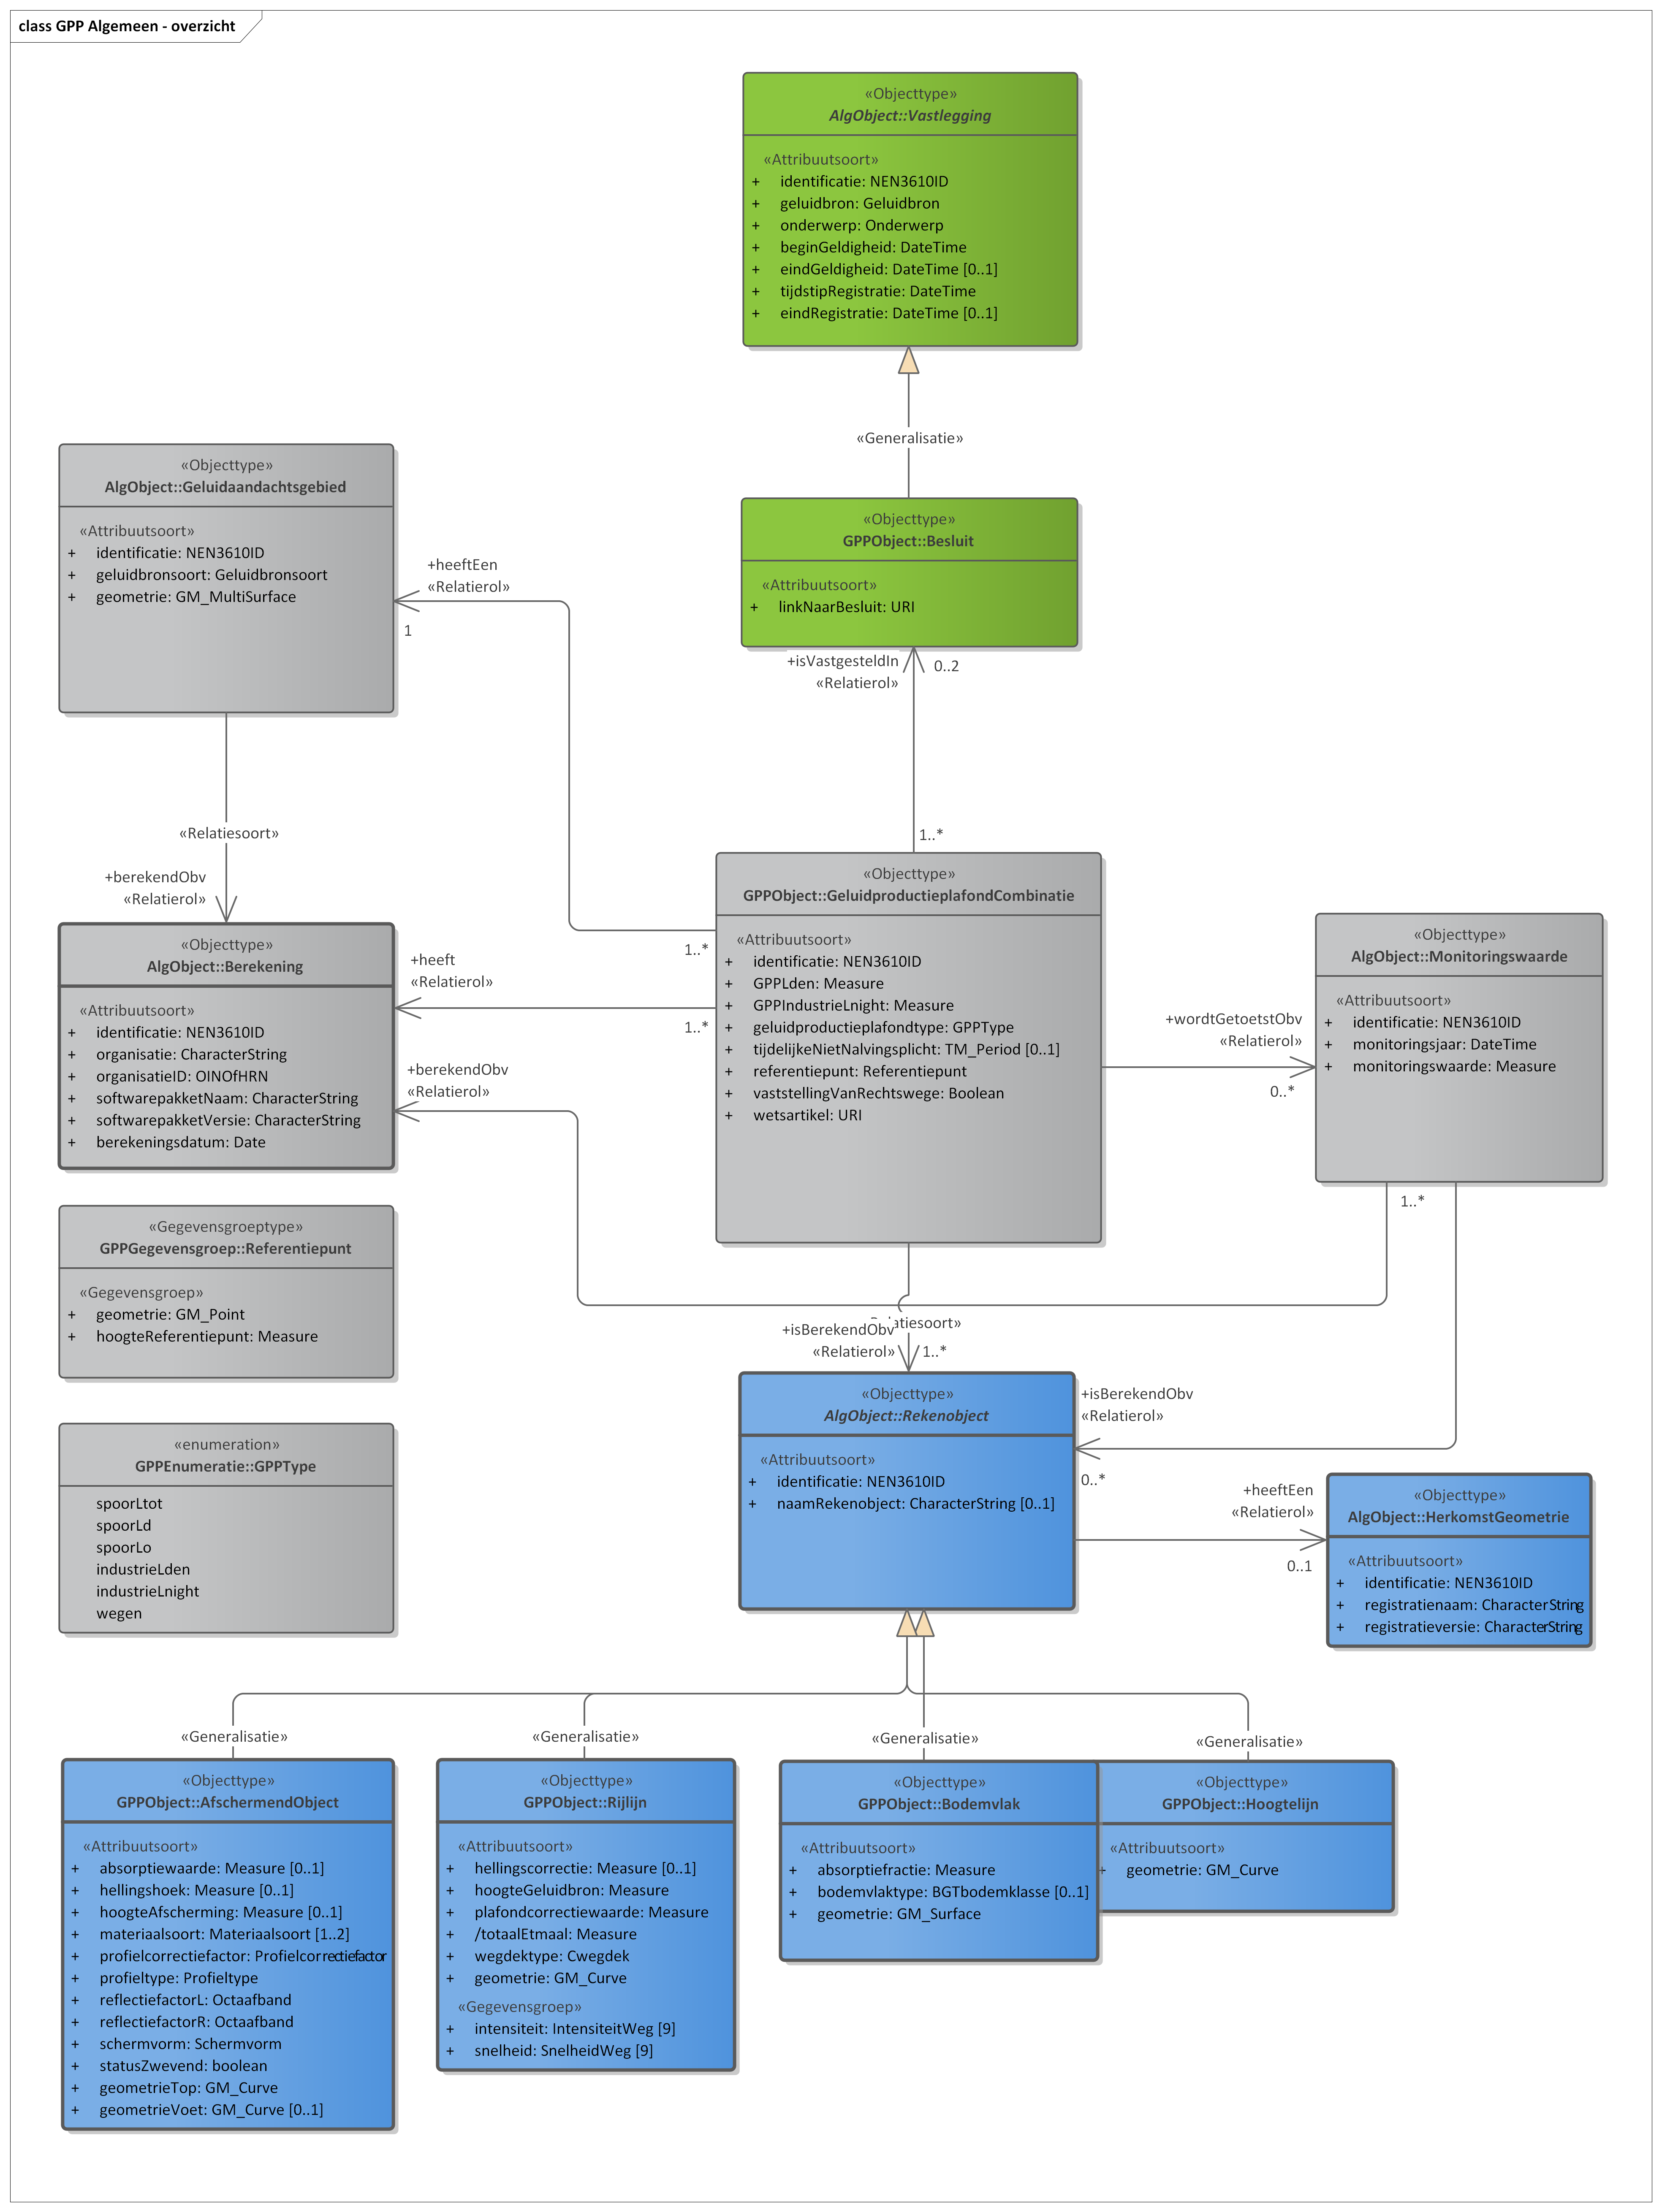 class GPP Algemeen - overzicht
«Objecttype»
AlgObject::Vastlegging
«Attribuutsoort»
+ identificatie: NEN3610ID
+ geluidbron: Geluidbron
+ onderwerp: Onderwerp
+ beginGeldigheid: DateTime
+ eindGeldigheid: DateTime [0..1]
+ tijdstipRegistratie: DateTime
+ eindRegistratie: DateTime [0..1]
«Generalisatie»
«Objecttype»
AlgObject::Geluidaandachtsgebied
«Attribuutsoort»
+ identificatie: NEN3610ID
+ geluidbronsoort: Geluidbronsoort
+ geometrie: GM_MultiSurface
+heeftEen
«Relatierol»
1
«Objecttype»
GPPObject::Besluit
«Attribuutsoort»
+ linkNaarBesluit: URI
+isVastgesteldIn
«Relatierol»
0..2
1..*
«Relatiesoort»
+berekendObv
«Relatierol»
«Objecttype»
AlgObject::Berekening
«Attribuutsoort»
+ identificatie: NEN3610ID
+ organisatie: CharacterString
+ organisatieID: OINOfHRN
+ softwarepakketNaam: CharacterString
+ softwarepakketVersie: CharacterString
+ berekeningsdatum: Date
1..*
+heeft
«Relatierol»
1..*
+berekendObv
«Relatierol»
«Objecttype»
GPPObject::GeluidproductieplafondCombinatie
«Attribuutsoort»
+ identificatie: NEN3610ID
+ GPPLden: Measure
+ GPPIndustrieLnight: Measure
+ geluidproductieplafondtype: GPPType
+ tijdelijkeNietNalvingsplicht: TM_Period [0..1]
+ referentiepunt: Referentiepunt
+ vaststellingVanRechtswege: Boolean
+ wetsartikel: URI
+wordtGetoetstObv
«Relatierol»
0..*
«Objecttype»
AlgObject::Monitoringswaarde
«Attribuutsoort»
+ identificatie: NEN3610ID
+ monitoringsjaar: DateTime
+ monitoringswaarde: Measure
1..*
«Gegevensgroeptype»
GPPGegevensgroep::Referentiepunt
«Gegevensgroep»
+ geometrie: GM_Point
+ hoogteReferentiepunt: Measure
+isBerekendObv
«Relatierol»
1..*
«enumeration»
GPPEnumeratie::GPPType
spoorLtot
spoorLd
spoorLo
industrieLden
industrieLnight
wegen
«Objecttype»
AlgObject::Rekenobject
«Attribuutsoort»
+ identificatie: NEN3610ID
+ naamRekenobject: CharacterString [0..1]
+isBerekendObv
«Relatierol»
0..*
+heeftEen
«Relatierol»
0..1
«Objecttype»
AlgObject::HerkomstGeometrie
«Attribuutsoort»
+ identificatie: NEN3610ID
+ registratienaam: CharacterString
+ registratieversie: CharacterString
«Generalisatie»
«Generalisatie»
«Generalisatie»
«Generalisatie»
«Objecttype»
GPPObject::AfschermendObject
«Attribuutsoort»
+ absorptiewaarde: Measure [0..1]
+ hellingshoek: Measure [0..1]
+ hoogteAfscherming: Measure [0..1]
+ materiaalsoort: Materiaalsoort [1..2]
+ profielcorrectiefactor: Profielcorrectiefactor
+ profieltype: Profieltype
+ reflectiefactorL: Octaafband
+ reflectiefactorR: Octaafband
+ schermvorm: Schermvorm
+ statusZwevend: boolean
+ geometrieTop: GM_Curve
+ geometrieVoet: GM_Curve [0..1]
«Objecttype»
GPPObject::Rijlijn
«Attribuutsoort»
+ hellingscorrectie: Measure [0..1]
+ hoogteGeluidbron: Measure
+ plafondcorrectiewaarde: Measure
+ /totaalEtmaal: Measure
+ wegdektype: Cwegdek
+ geometrie: GM_Curve
«Gegevensgroep»
+ intensiteit: IntensiteitWeg [9]
+ snelheid: SnelheidWeg [9]
«Objecttype»
GPPObject::Bodemvlak
«Attribuutsoort»
+ absorptiefractie: Measure
+ bodemvlaktype: BGTbodemklasse [0..1]
+ geometrie: GM_Surface
«Objecttype»
GPPObject::Hoogtelijn
«Attribuutsoort»
+ geometrie: GM_Curve